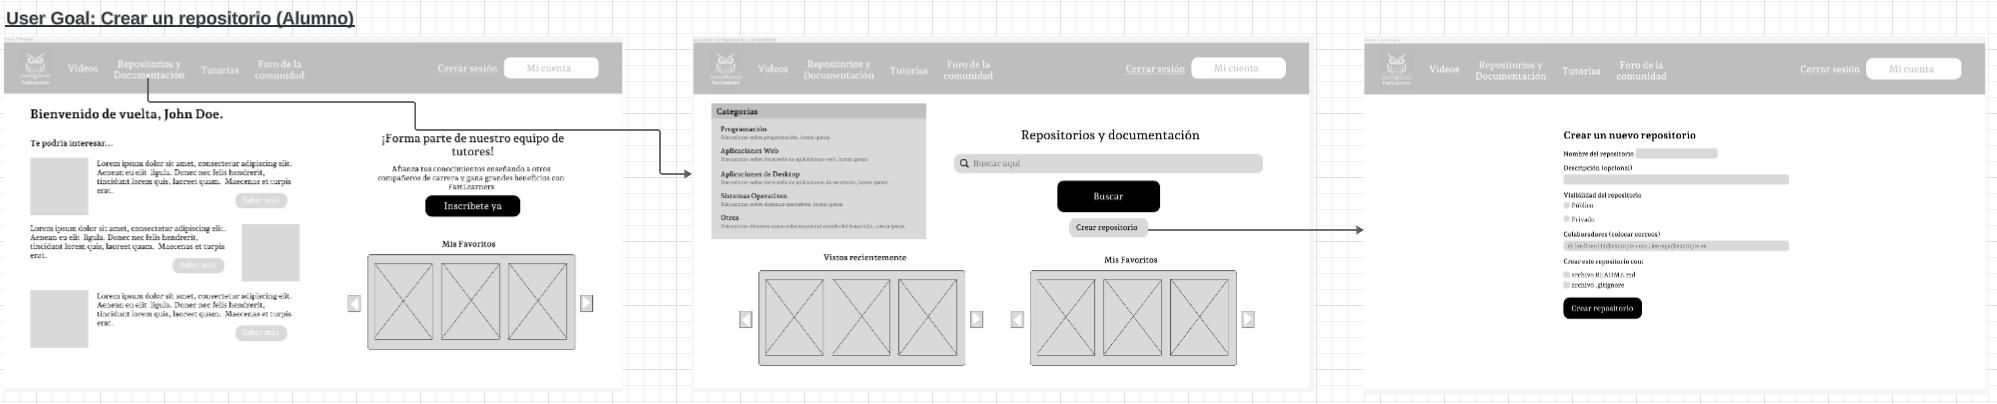 User Goal: Crear un repositorio (Alumno)
FastLearners
Videos
Repositorios y
Documentación
Tutorías
Foro de la
comunidad
Cerrar sesión
Mi cuenta
Bienvenido de vuelta, John Doe.
Te podría interesar...
Lorem ipsum dolor sit amet, consectetur adipiscing elit.
Aenean eu elit ligula. Donec nec felis hendrerit,
tincidunt lorem quis, laoreet quam. Maecenas et turpis
erat.
Saber más
Lorem ipsum dolor sit amet, consectetur adipiscing elit.
Aenean eu elit ligula. Donec nec felis hendrerit,
tincidunt lorem quis, laoreet quam. Maecenas et turpis
erat.
Saber más
Lorem ipsum dolor sit amet, consectetur adipiscing elit.
Aenean eu elit ligula. Donec nec felis hendrerit,
tincidunt lorem quis, laoreet quam. Maecenas et turpis
erat.
Saber más
¡Forma parte de nuestro equipo de
tutores!
Afianza tus conocimientos enseñando a otros
compañeros de carrera y gana grandes beneficios con
FastLearners
Inscríbete ya
Mis Favoritos
FastLearners
Videos
Repositorios y
Documentación
Tutorías
Foro de la
comunidad
Cerrar sesión
Mi cuenta
Categorías
Programación
Aplicaciones Web
Aplicaciones de Desktop
Sistemas Operativos
Otros
Repositorios y documentación
Buscar aquí
Buscar
Crear repositorio
Vistos recientemente
Mis Favoritos
FastLearners
Videos
Repositorios y
Documentación
Tutorías
Foro de la
comunidad
Cerrar sesión
Mi cuenta
Crear un nuevo repositorio
Nombre del repositorio
Descripción (opcional)
Visibilidad del repositorio
Público
Privado
Colaboradores (colocar correos)
Crear este repositorio con:
archivo README.md
archivo .gitignore
Crear repositorio